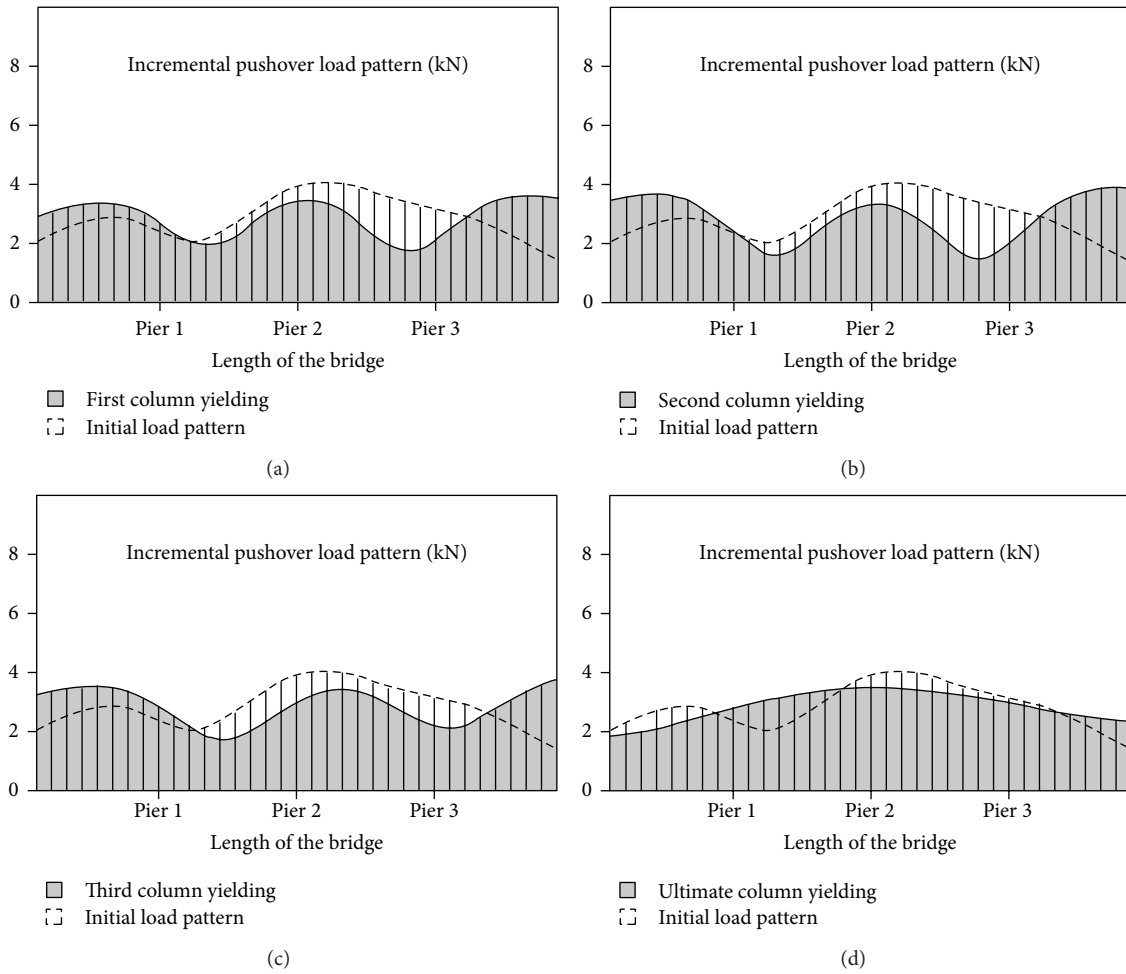 Incremental pushover load pattern (kN)
8
6
4
2
0
Pier 1 Pier 2 Pier 3
Length of the bridge
First column yielding
Initial load pattern
(a)
Incremental pushover load pattern (kN)
8
6
4
2
0
Pier 1 Pier 2 Pier 3
Length of the bridge
Second column yielding
Initial load pattern
(b)
Incremental pushover load pattern (kN)
8
6
4
2
0
Pier 1 Pier 2 Pier 3
Length of the bridge
Third column yielding
Initial load pattern
(c)
Incremental pushover load pattern (kN)
8
6
4
2
0
Pier 1 Pier 2 Pier 3
Length of the bridge
Ultimate column yielding
Initial load pattern
(d)